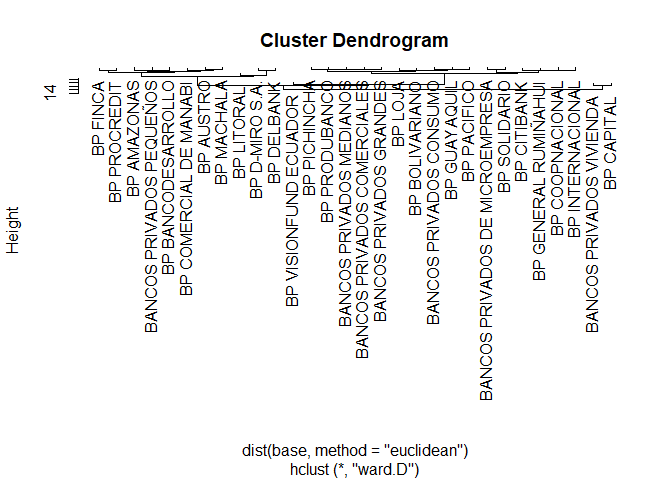 Cluster Dendrogram
14
Height
BP FINCA
BP PROCREDIT
BP AMAZONAS
BANCOS PRIVADOS PEQUEÑOS
BP BANCODESARROLLO
BP COMERCIAL DE MANABI
BP AUSTRO
BP MACHALA
BP LITORAL
BP D-MIRO S.A.
BP DELBANK
BP VISIONFUND ECUADOR
BP PICHINCHA
BP PRODUBANCO
BANCOS PRIVADOS MEDIANOS
BANCOS PRIVADOS COMERCIALES
BANCOS PRIVADOS GRANDES
BP LOJA
BP BOLIVARIANO
BANCOS PRIVADOS CONSUMO
BP GUAYAQUIL
BP PACIFICO
BANCOS PRIVADOS DE MICROEMPRESA
BP SOLIDARIO
BP CITIBANK
BP GENERAL RUMIÑAHUI
BP COOPNACIONAL
BP INTERNACIONAL
BANCOS PRIVADOS VIVIENDA
BP CAPITAL
dist(base, method = "euclidean")
hclust (*, "ward.D")